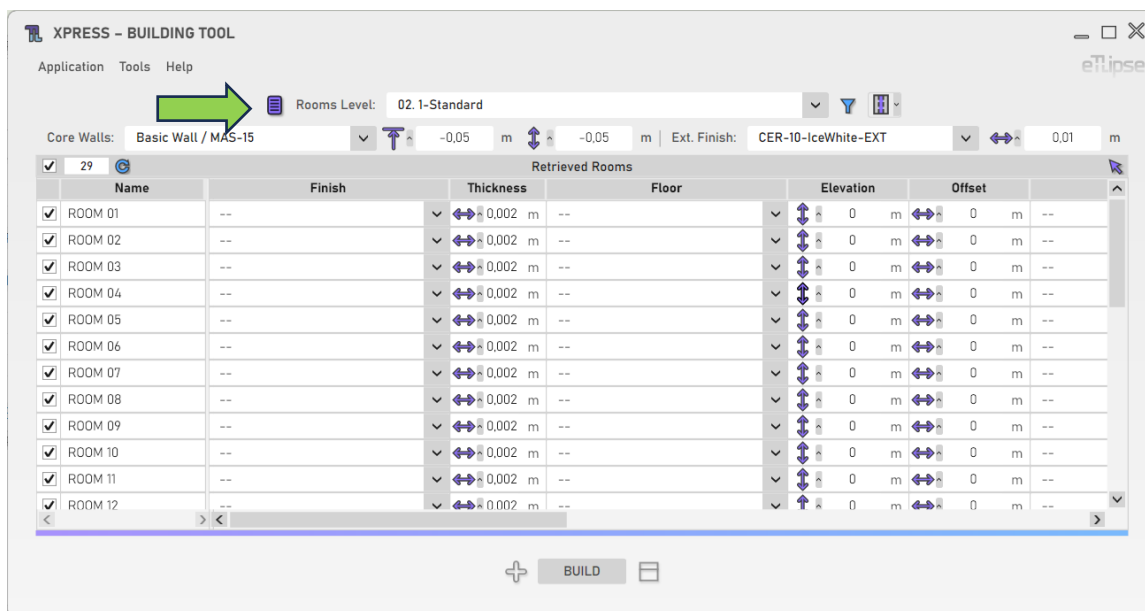 XPRESS – BUILDING TOOL
Application Tools Help
eTLipse
Rooms Level: 02. 1-Standard
Core Walls: Basic Wall / MAS-15 -0,05 m -0,05 m Ext. Finish: CER-10-IceWhite-EXT 0,01 m
29 Retrieved Rooms
Name Finish Thickness Floor Elevation Offset
ROOM 01 -- 0,002 m -- 0 m 0 m --
ROOM 02 -- 0,002 m -- 0 m 0 m --
ROOM 03 -- 0,002 m -- 0 m 0 m --
ROOM 04 -- 0,002 m -- 0 m 0 m --
ROOM 05 -- 0,002 m -- 0 m 0 m --
ROOM 06 -- 0,002 m -- 0 m 0 m --
ROOM 07 -- 0,002 m -- 0 m 0 m --
ROOM 08 -- 0,002 m -- 0 m 0 m --
ROOM 09 -- 0,002 m -- 0 m 0 m --
ROOM 10 -- 0,002 m -- 0 m 0 m --
ROOM 11 -- 0,002 m -- 0 m 0 m --
ROOM 12 -- 0,002 m -- 0 m 0 m --
BUILD